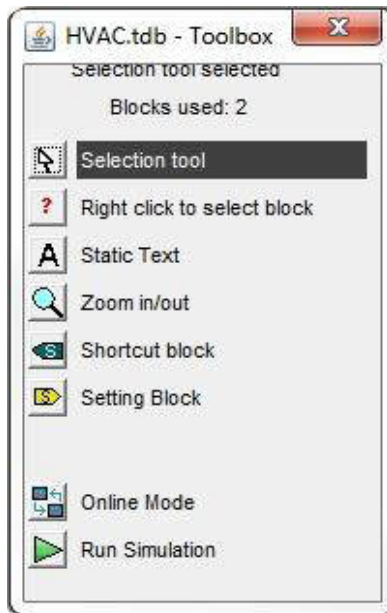 HVAC.tdb - Toolbox
Selection tool selected
Blocks used: 2
Selection tool
? Right click to select block
A Static Text
Zoom in/out
S Shortcut block
S Setting Block
Online Mode
Run Simulation